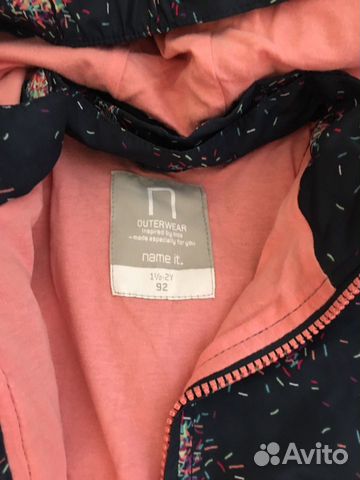 n
OUTERWEAR
Inspired by kids
- made especially for you
name it.
1½-2Y
92
Avito